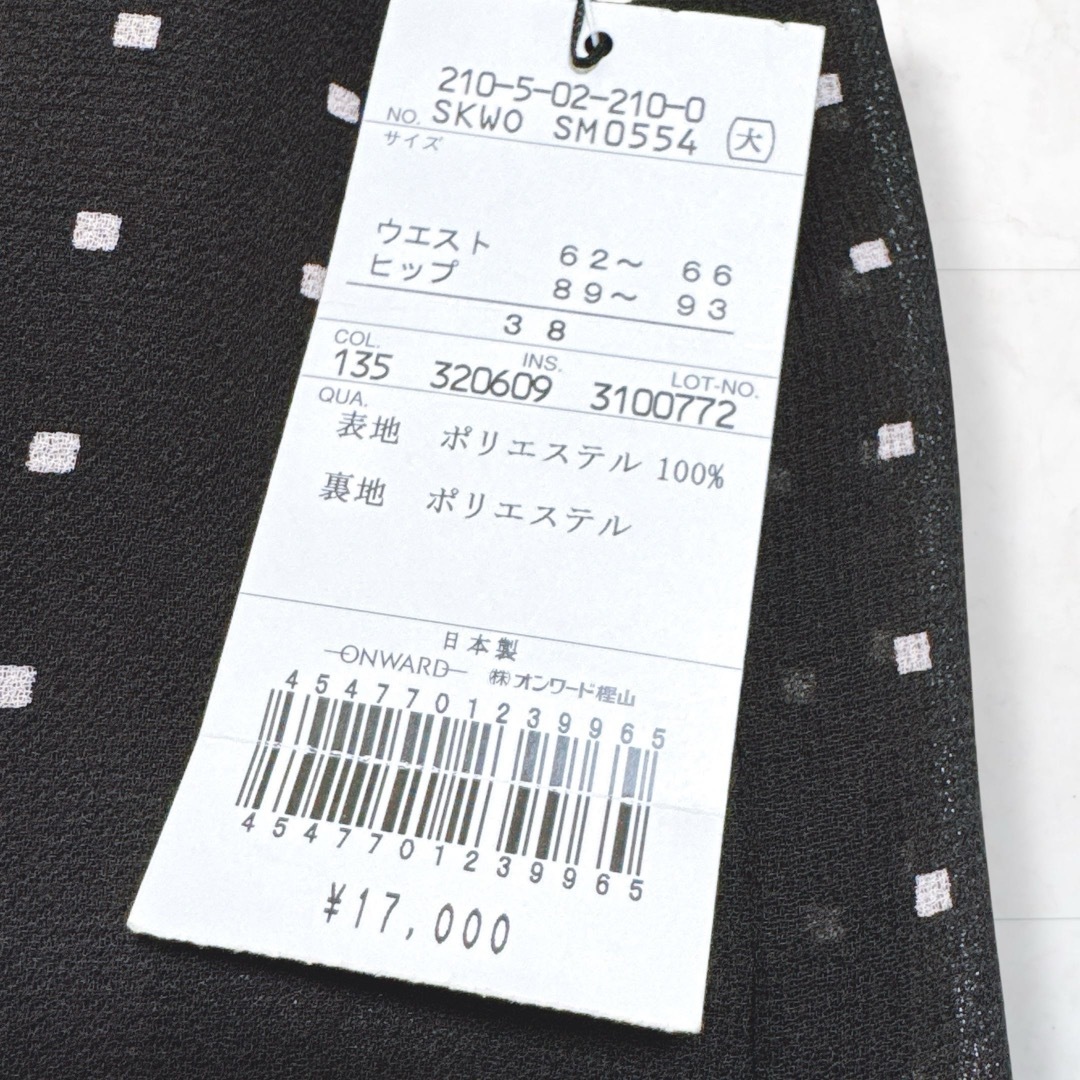 210-5-02-210-0
NO. SKWO SM0554 大
サイズ
ウエスト 62〜 66
ヒップ 89〜 93
38
COL. INS. LOT-NO.
135 320609 3100772
QUA.
表地 ポリエステル 100%
裏地 ポリエステル
日本製
ONWARD ㈱オンワード樫山
4547701239965
4547701239965
¥17,000